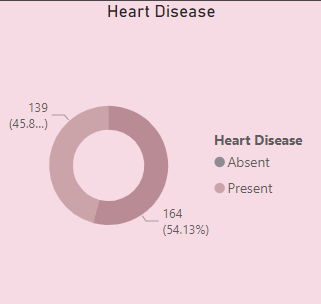 Heart Disease
139
(45.8...)
Heart Disease
Absent
Present
164
(54.13%)